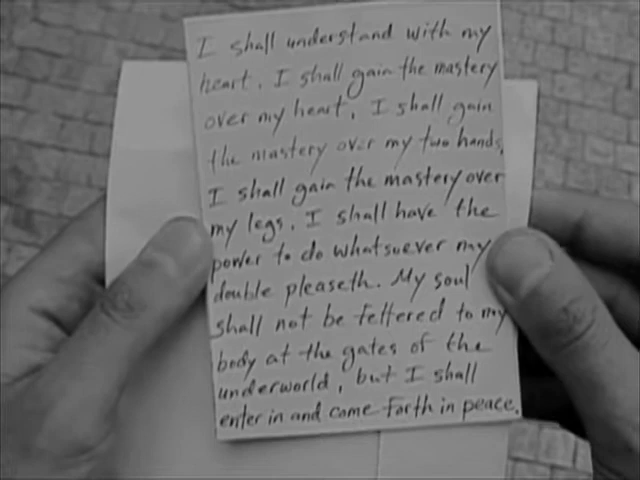 I shall understand with my
heart. I shall gain the mastery
over my heart, I shall gain
the mastery over my two hands,
I shall gain the mastery over
my legs. I shall have the
power to do whatsoever my
double pleaseth. My soul
shall not be fettered to my
body at the gates of the
underworld, but I shall
enter in and come forth in peace.